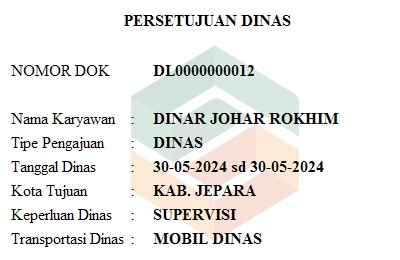 PERSETUJUAN DINAS
NOMOR DOK DL0000000012
Nama Karyawan : DINAR JOHAR ROKHIM
Tipe Pengajuan : DINAS
Tanggal Dinas : 30-05-2024 sd 30-05-2024
Kota Tujuan : KAB. JEPARA
Keperluan Dinas : SUPERVISI
Transportasi Dinas : MOBIL DINAS